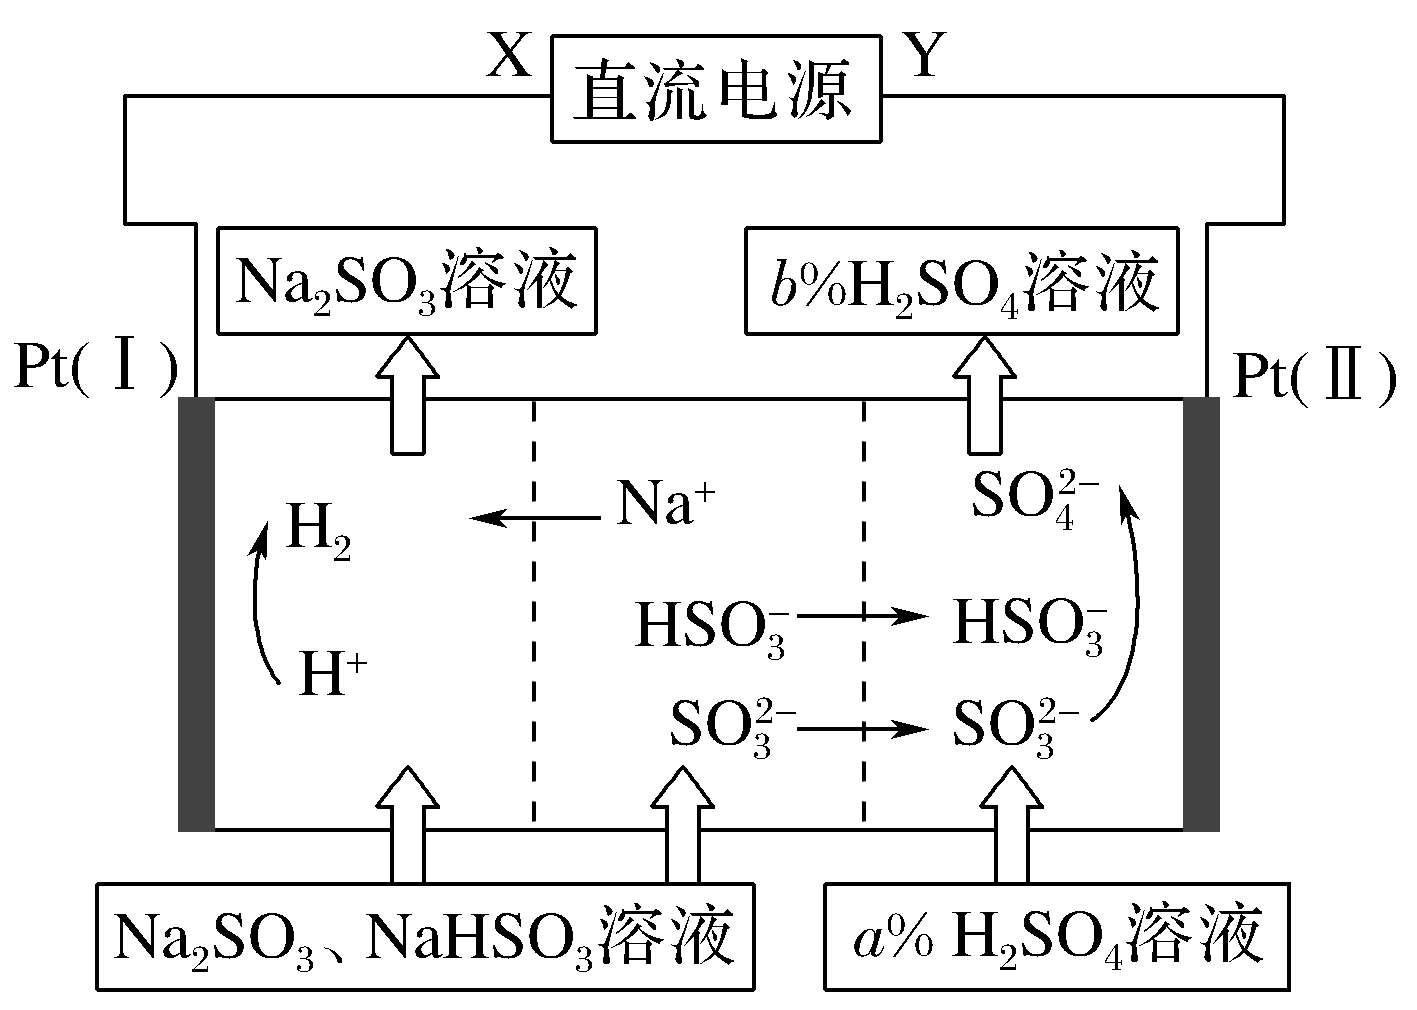 X 直流电源 Y
Na₂SO₃溶液 b%H₂SO₄溶液
Pt(Ⅰ) Pt(Ⅱ)
Na⁺ SO₄²⁻
H₂
HSO₃⁻ HSO₃⁻
H⁺
SO₃²⁻ SO₃²⁻
Na₂SO₃、NaHSO₃溶液 a% H₂SO₄溶液